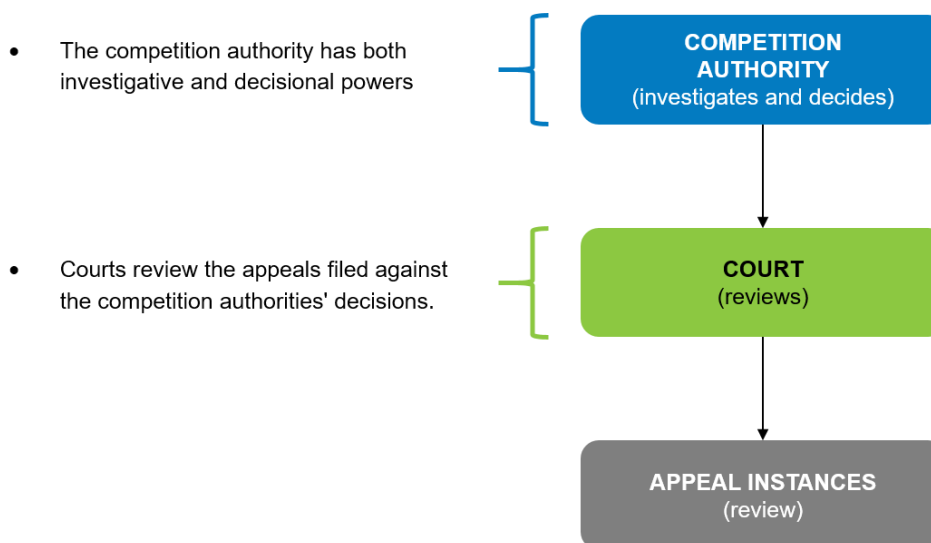 • The competition authority has both
investigative and decisional powers
COMPETITION
AUTHORITY
(investigates and decides)
• Courts review the appeals filed against
the competition authorities' decisions.
COURT
(reviews)
APPEAL INSTANCES
(review)